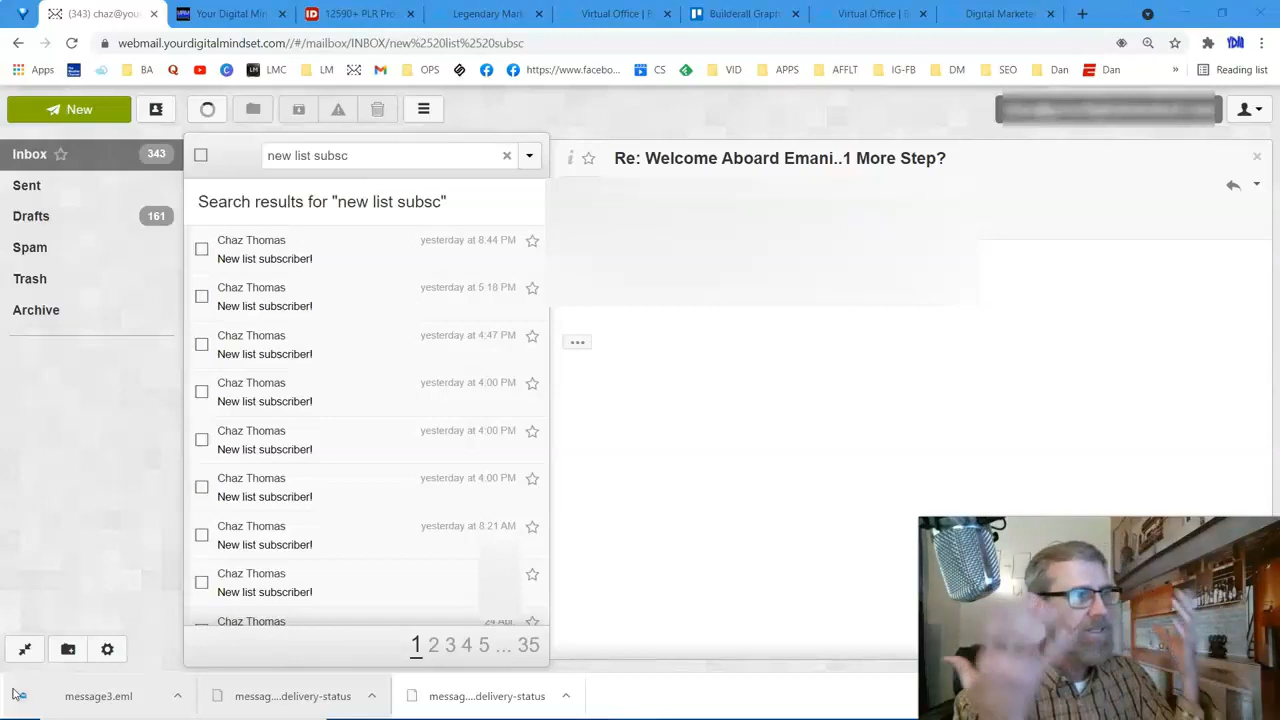 (343) chaz@you
Your Digital Min
12590+ PLR Pro
Legendary Mark
Virtual Office | B
Builderall Graph
Virtual Office | B
Digital Markete
webmail.yourdigitalmindset.com//#/mailbox/INBOX/new%2520list%2520subsc
Apps
BA
LMC
LM
OPS
https://www.facebo...
CS
VID
APPS
AFFLT
IG-FB
DM
SEO
Dan
Dan
»
Reading list
New
Inbox 343
Sent
Drafts 161
Spam
Trash
Archive
new list subsc
Search results for "new list subsc"
Chaz Thomas yesterday at 8:44 PM
New list subscriber!
Chaz Thomas yesterday at 5:18 PM
New list subscriber!
Chaz Thomas yesterday at 4:47 PM
New list subscriber!
Chaz Thomas yesterday at 4:00 PM
New list subscriber!
Chaz Thomas yesterday at 4:00 PM
New list subscriber!
Chaz Thomas yesterday at 4:00 PM
New list subscriber!
Chaz Thomas yesterday at 8:21 AM
New list subscriber!
Chaz Thomas
New list subscriber!
Chaz Thomas
1 2 3 4 5 ... 35
Re: Welcome Aboard Emani..1 More Step?
message3.eml
messag....delivery-status
messag....delivery-status